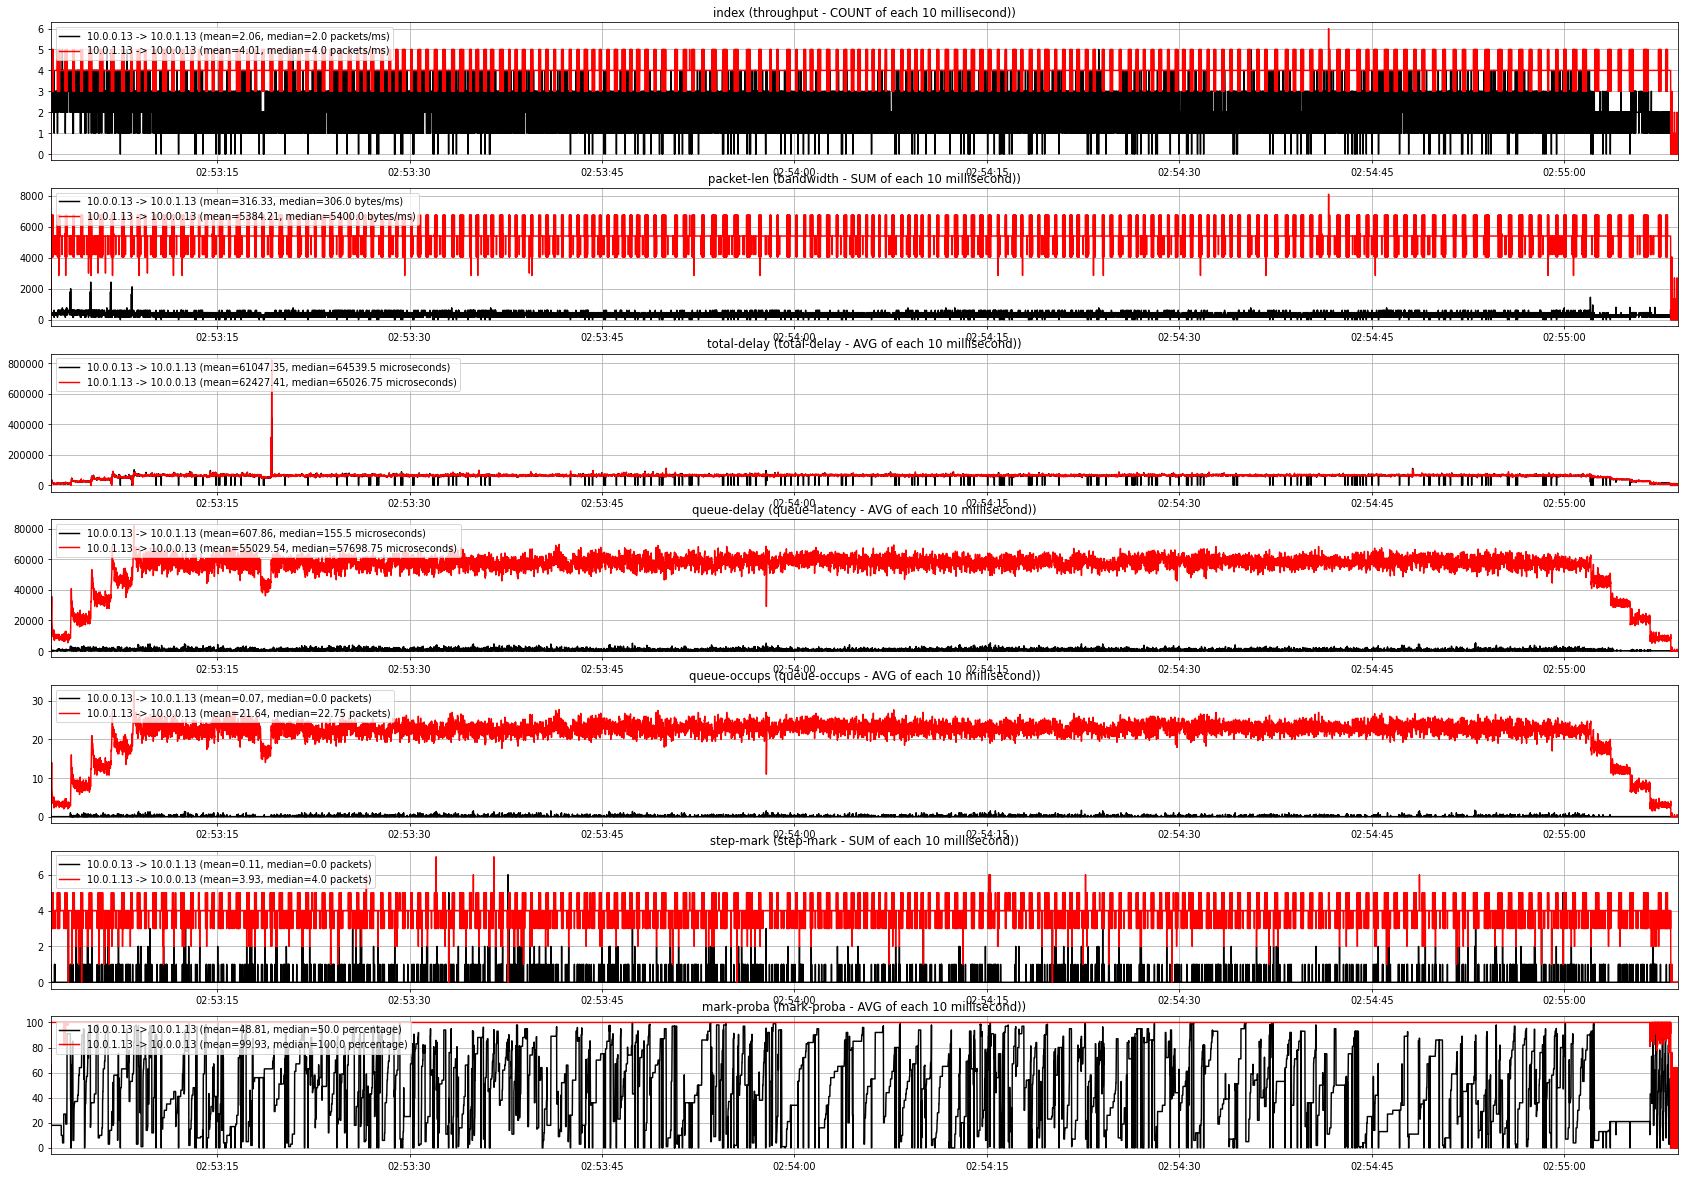 index (throughput - COUNT of each 10 millisecond))
10.0.0.13 -> 10.0.1.13 (mean=2.06, median=2.0 packets/ms)
10.0.1.13 -> 10.0.0.13 (mean=4.01, median=4.0 packets/ms)
6
5
4
3
2
1
0
02:53:15 02:53:30 02:53:45 02:54:00 02:54:15 02:54:30 02:54:45 02:55:00
packet-len (bandwidth - SUM of each 10 millisecond))
10.0.0.13 -> 10.0.1.13 (mean=316.33, median=306.0 bytes/ms)
10.0.1.13 -> 10.0.0.13 (mean=5384.21, median=5400.0 bytes/ms)
8000
6000
4000
2000
0
02:53:15 02:53:30 02:53:45 02:54:00 02:54:15 02:54:30 02:54:45 02:55:00
total-delay (total-delay - AVG of each 10 millisecond))
10.0.0.13 -> 10.0.1.13 (mean=61047.35, median=64539.5 microseconds)
10.0.1.13 -> 10.0.0.13 (mean=62427.41, median=65026.75 microseconds)
800000
600000
400000
200000
0
02:53:15 02:53:30 02:53:45 02:54:00 02:54:15 02:54:30 02:54:45 02:55:00
queue-delay (queue-latency - AVG of each 10 millisecond))
10.0.0.13 -> 10.0.1.13 (mean=607.86, median=155.5 microseconds)
10.0.1.13 -> 10.0.0.13 (mean=55029.54, median=57698.75 microseconds)
80000
60000
40000
20000
0
02:53:15 02:53:30 02:53:45 02:54:00 02:54:15 02:54:30 02:54:45 02:55:00
queue-occups (queue-occups - AVG of each 10 millisecond))
10.0.0.13 -> 10.0.1.13 (mean=0.07, median=0.0 packets)
10.0.1.13 -> 10.0.0.13 (mean=21.64, median=22.75 packets)
30
20
10
0
02:53:15 02:53:30 02:53:45 02:54:00 02:54:15 02:54:30 02:54:45 02:55:00
step-mark (step-mark - SUM of each 10 millisecond))
10.0.0.13 -> 10.0.1.13 (mean=0.11, median=0.0 packets)
10.0.1.13 -> 10.0.0.13 (mean=3.93, median=4.0 packets)
6
4
2
0
02:53:15 02:53:30 02:53:45 02:54:00 02:54:15 02:54:30 02:54:45 02:55:00
mark-proba (mark-proba - AVG of each 10 millisecond))
10.0.0.13 -> 10.0.1.13 (mean=48.81, median=50.0 percentage)
10.0.1.13 -> 10.0.0.13 (mean=99.93, median=100.0 percentage)
100
80
60
40
20
0
02:53:15 02:53:30 02:53:45 02:54:00 02:54:15 02:54:30 02:54:45 02:55:00